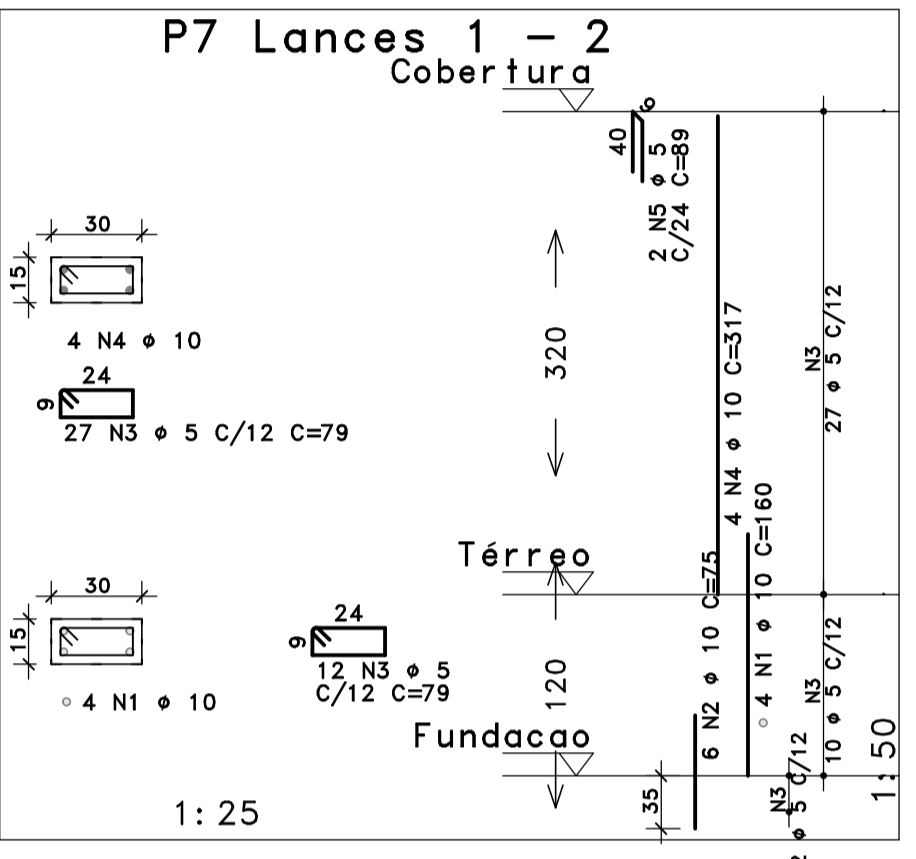 P7 Lances 1 - 2
Cobertura
40
6
2 N5 ϕ 5
C/24 C=89
30
15
4 N4 ϕ 10
24
9
27 N3 ϕ 5 C/12 C=79
320
4 N4 ϕ 10 C=317
N3
27 ϕ 5 C/12
Térreo
30
15
4 N1 ϕ 10
24
9
12 N3 ϕ 5
C/12 C=79
120
6 N2 ϕ 10 C=75
4 N1 ϕ 10 C=160
N3
10 ϕ 5 C/12
Fundacao
35
N3
2 ϕ 5 C/12
1:25
1:50